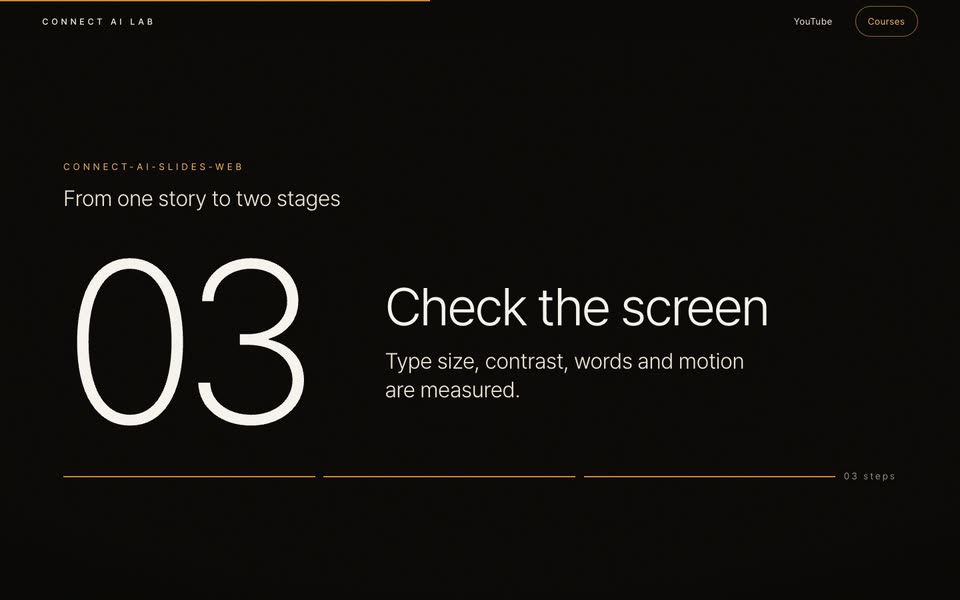 CONNECT AI LAB
YouTube
Courses
CONNECT-AI-SLIDES-WEB
From one story to two stages
03
Check the screen
Type size, contrast, words and motion
are measured.
03 steps